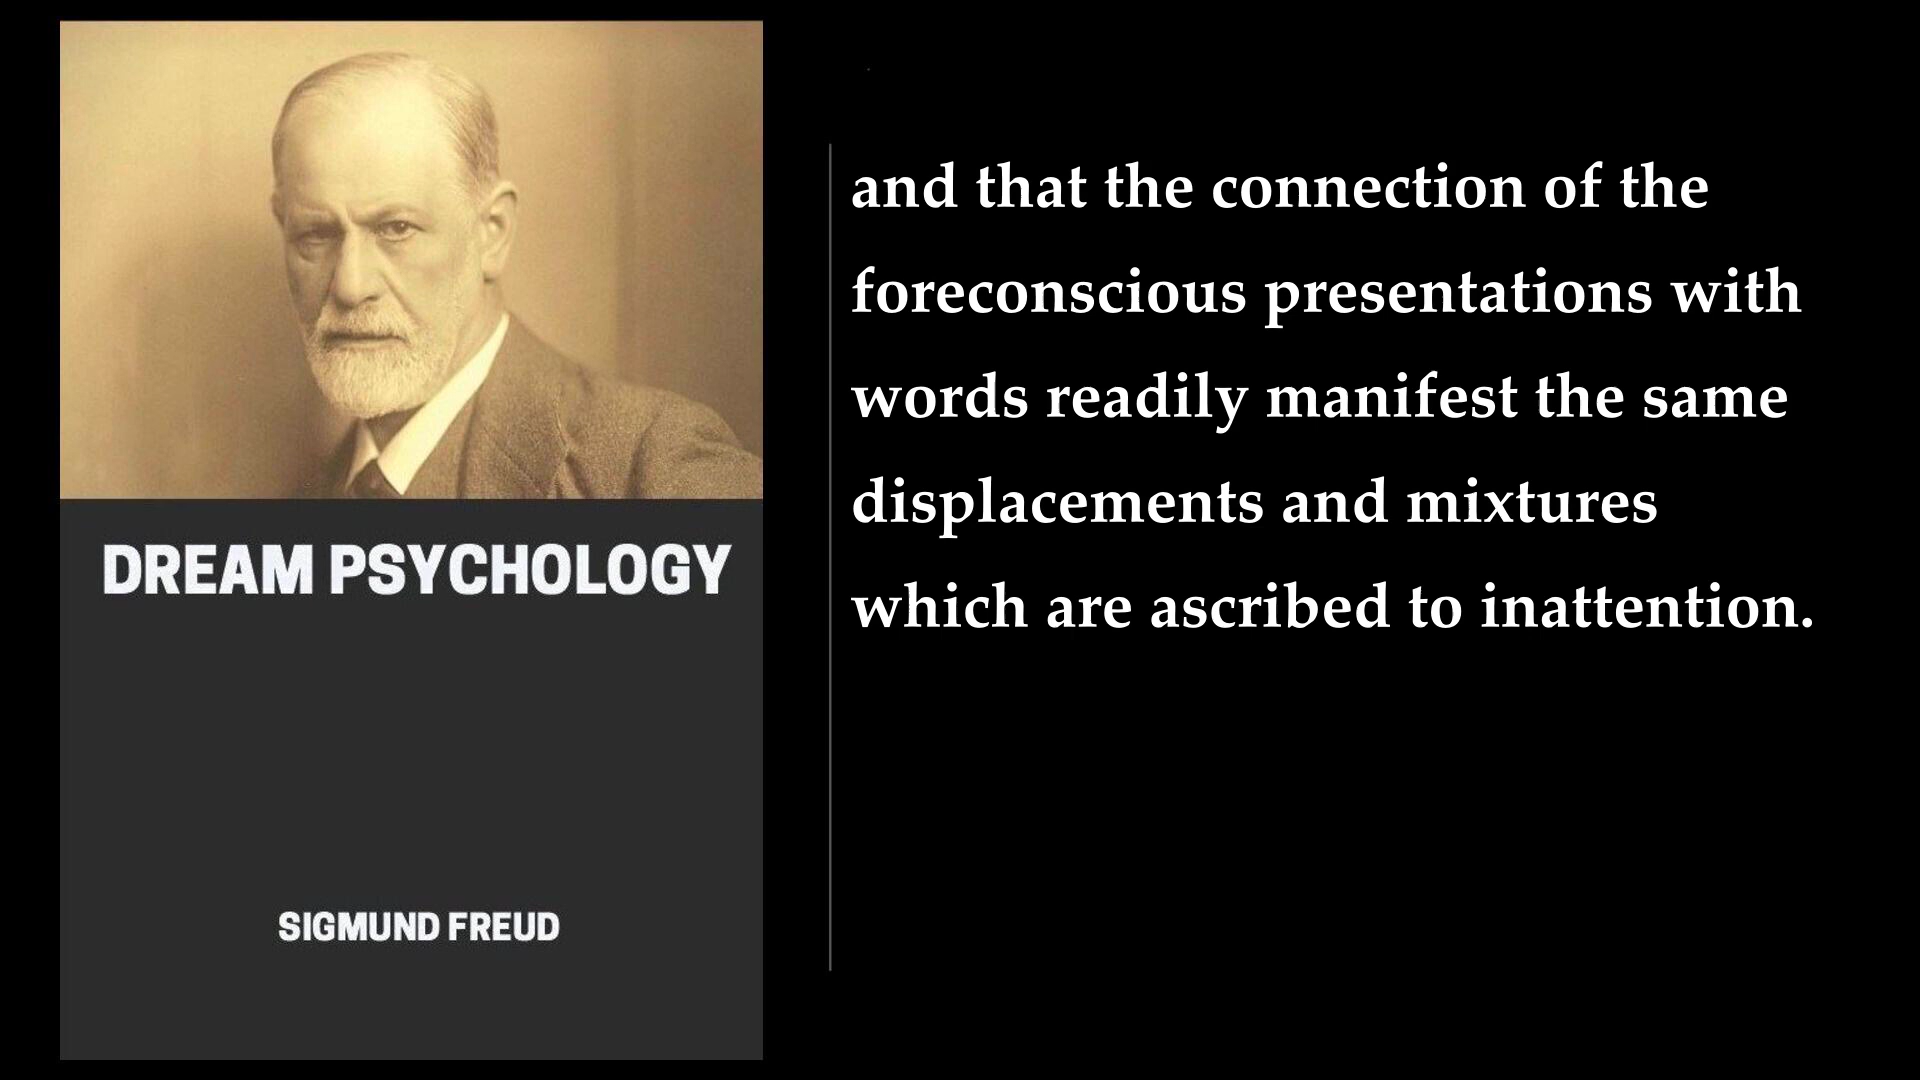 DREAM PSYCHOLOGY
SIGMUND FREUD
and that the connection of the
foreconscious presentations with
words readily manifest the same
displacements and mixtures
which are ascribed to inattention.